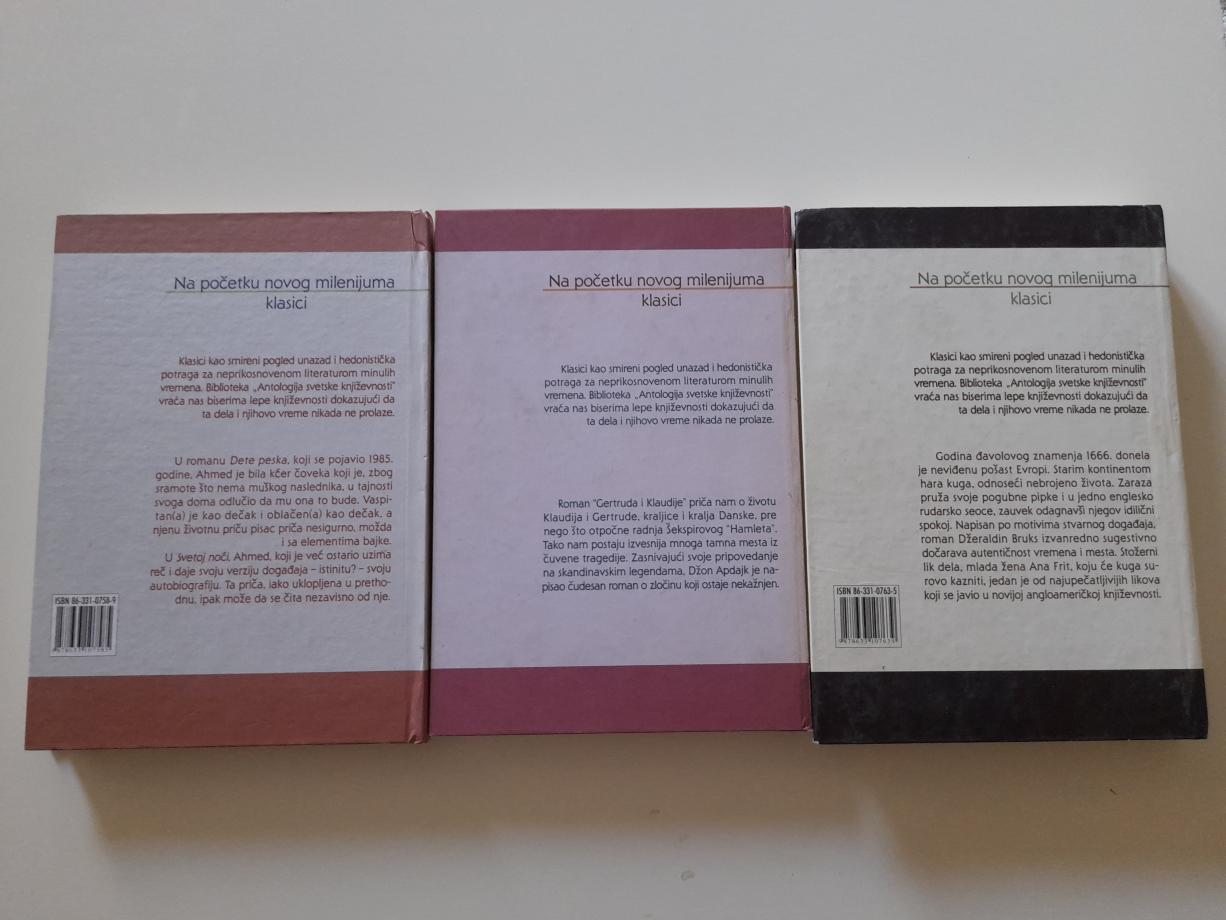 Na početku novog milenijuma
klasici
Klasici kao smireni pogled unazad i hedonistička
potraga za neprikosnovenom literaturom minulih
vremena. Biblioteka „Antologija svetske književnosti"
vraća nas biserima lepe književnosti dokazujući da
ta dela i njihovo vreme nikada ne prolaze.
U romanu Dete peska, koji se pojavio 1985.
godine, Ahmed je bila kćer čoveka koji je, zbog
sramote što nema muškog naslednika, u tajnosti
svoga doma odlučio da mu ona to bude. Vaspi-
tan(a) je kao dečak i oblačen(a) kao dečak, a
njenu životnu priču pisac priča nesigurno, možda
i sa elementima bajke.
U Svetoj noći, Ahmed, koji je već ostario uzima
reč i daje svoju verziju događaja – istinitu? – svoju
autobiografiju. Ta priča, iako uklopljena u pretho-
dnu, ipak može da se čita nezavisno od nje.
ISBN 86-331-0758-9
9 788633 107583
Na početku novog milenijuma
klasici
Klasici kao smireni pogled unazad i hedonistička
potraga za neprikosnovenom literaturom minulih
vremena. Biblioteka „Antologija svetske književnosti"
vraća nas biserima lepe književnosti dokazujući da
ta dela i njihovo vreme nikada ne prolaze.
Roman "Gertruda i Klaudije" priča nam o životu
Klaudija i Gertrude, kraljice i kralja Danske, pre
nego što otpočne radnja Šekspirovog "Hamleta".
Tako nam postaju izvesnija mnoga tamna mesta iz
čuvene tragedije. Zasnivajući svoje pripovedanje
na skandinavskim legendama, Džon Apdajk je na-
pisao čudesan roman o zločinu koji ostaje nekažnjen.
Na početku novog milenijuma
klasici
Klasici kao smireni pogled unazad i hedonistička
potraga za neprikosnovenom literaturom minulih
vremena. Biblioteka „Antologija svetske književnosti"
vraća nas biserima lepe književnosti dokazujući da
ta dela i njihovo vreme nikada ne prolaze.
Godina đavolovog znamenja 1666. donela
je neviđenu pošast Evropi. Starim kontinentom
hara kuga, odnoseći nebrojeno života. Zaraza
pruža svoje pogubne pipke i u jedno englesko
rudarsko seoce, zauvek odagnavši njegov idilični
spokoj. Napisan po motivima stvarnog događaja,
roman Džeraldin Bruks izvanredno sugestivno
dočarava autentičnost vremena i mesta. Stožerni
lik dela, mlada žena Ana Frit, koju će kuga su-
rovo kazniti, jedan je od najupečatljivijih likova
koji se javio u novijoj angloameričkoj književnosti.
ISBN 86-331-0763-5
9 788633 107635